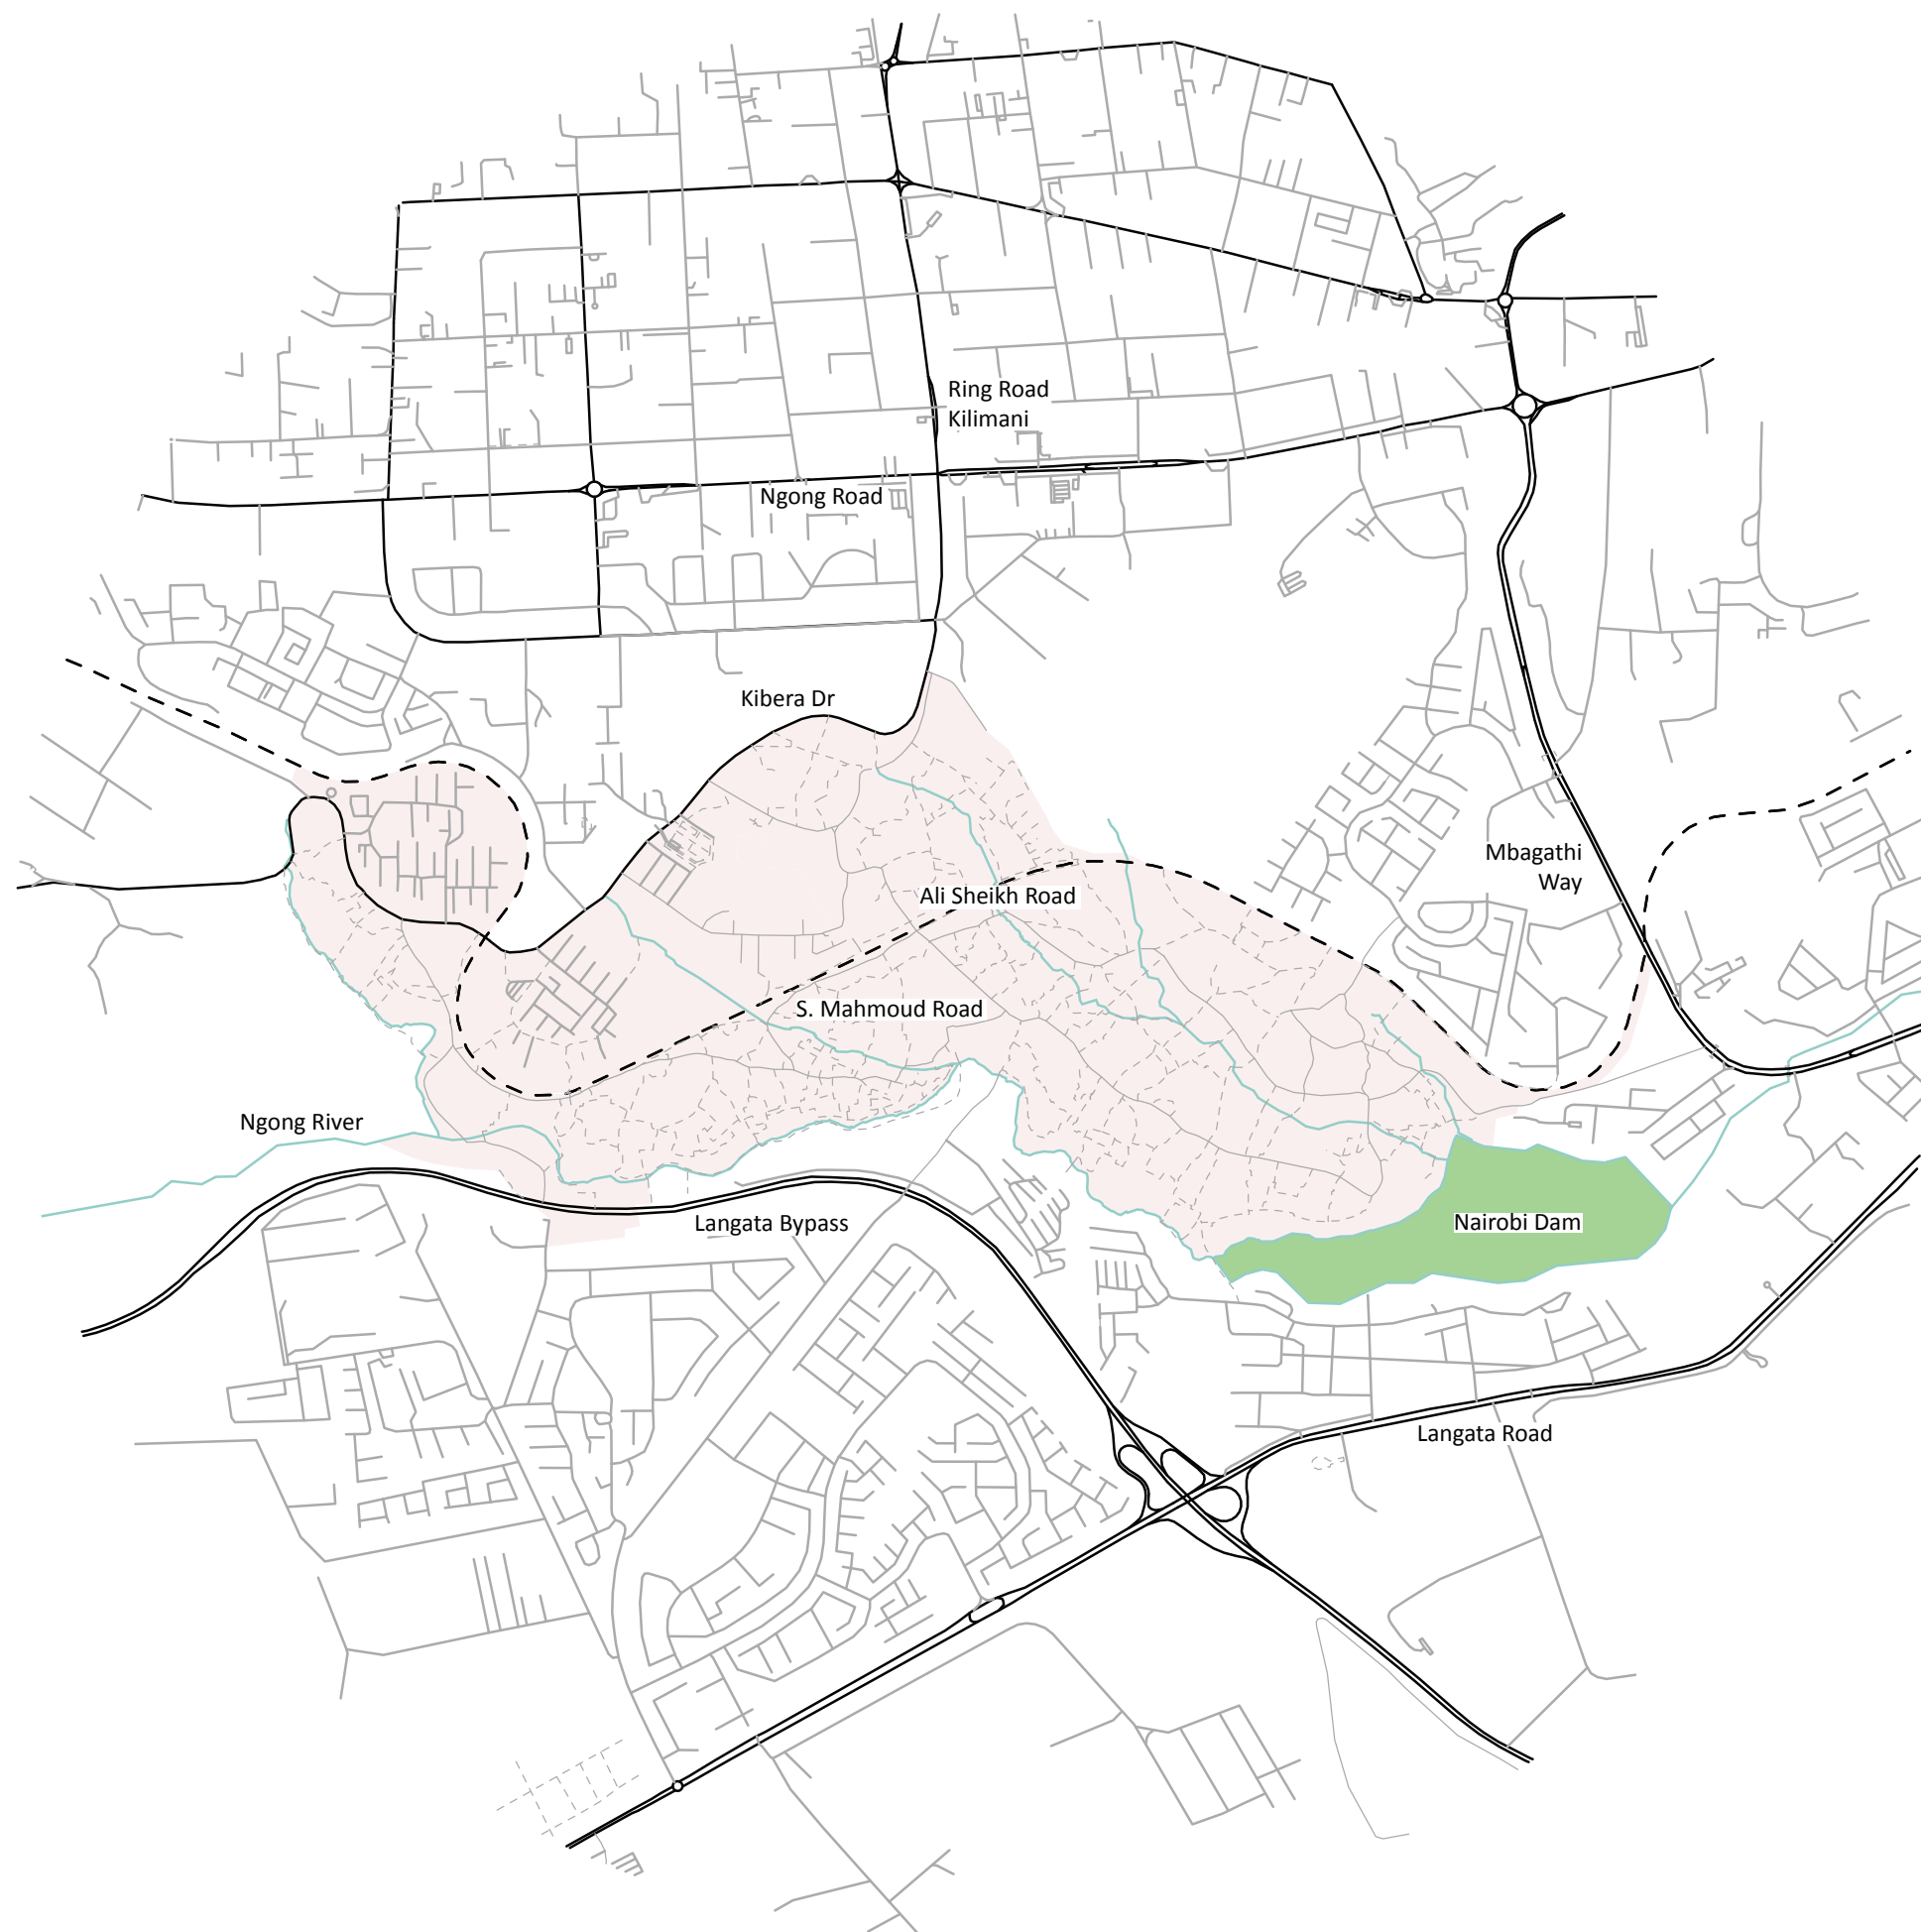 Ring Road
Kilimani
Ngong Road
Kibera Dr
Mbagathi
Way
Ali Sheikh Road
S. Mahmoud Road
Ngong River
Langata Bypass
Nairobi Dam
Langata Road